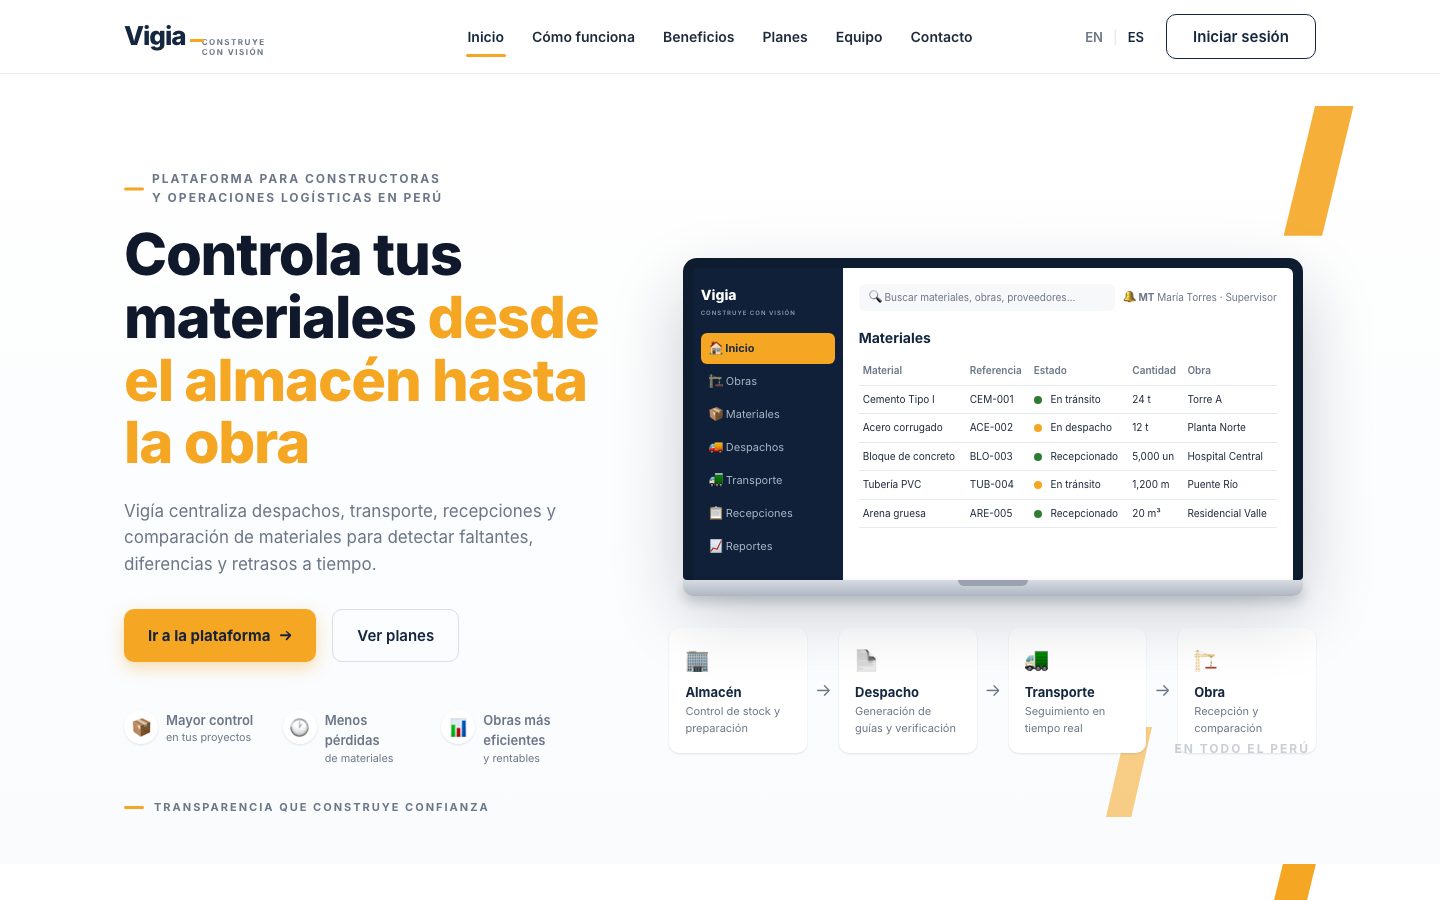 Vigia
CONSTRUYE
CON VISIÓN
Inicio
Cómo funciona
Beneficios
Planes
Equipo
Contacto
EN
ES
Iniciar sesión
PLATAFORMA PARA CONSTRUCTORAS
Y OPERACIONES LOGÍSTICAS EN PERÚ
Controla tus
materiales desde
el almacén hasta
la obra
Vigía centraliza despachos, transporte, recepciones y
comparación de materiales para detectar faltantes,
diferencias y retrasos a tiempo.
Ir a la plataforma →
Ver planes
Mayor control
en tus proyectos
Menos
pérdidas
de materiales
Obras más
eficientes
y rentables
TRANSPARENCIA QUE CONSTRUYE CONFIANZA
Vigia
CONSTRUYE CON VISIÓN
Inicio
Obras
Materiales
Despachos
Transporte
Recepciones
Reportes
Buscar materiales, obras, proveedores...
MT María Torres · Supervisor
Materiales
Material Referencia Estado Cantidad Obra
Cemento Tipo I CEM-001 En tránsito 24 t Torre A
Acero corrugado ACE-002 En despacho 12 t Planta Norte
Bloque de concreto BLO-003 Recepcionado 5,000 un Hospital Central
Tubería PVC TUB-004 En tránsito 1,200 m Puente Río
Arena gruesa ARE-005 Recepcionado 20 m³ Residencial Valle
Almacén
Control de stock y
preparación
→
Despacho
Generación de
guías y verificación
→
Transporte
Seguimiento en
tiempo real
→
Obra
Recepción y
comparación
EN TODO EL PERÚ